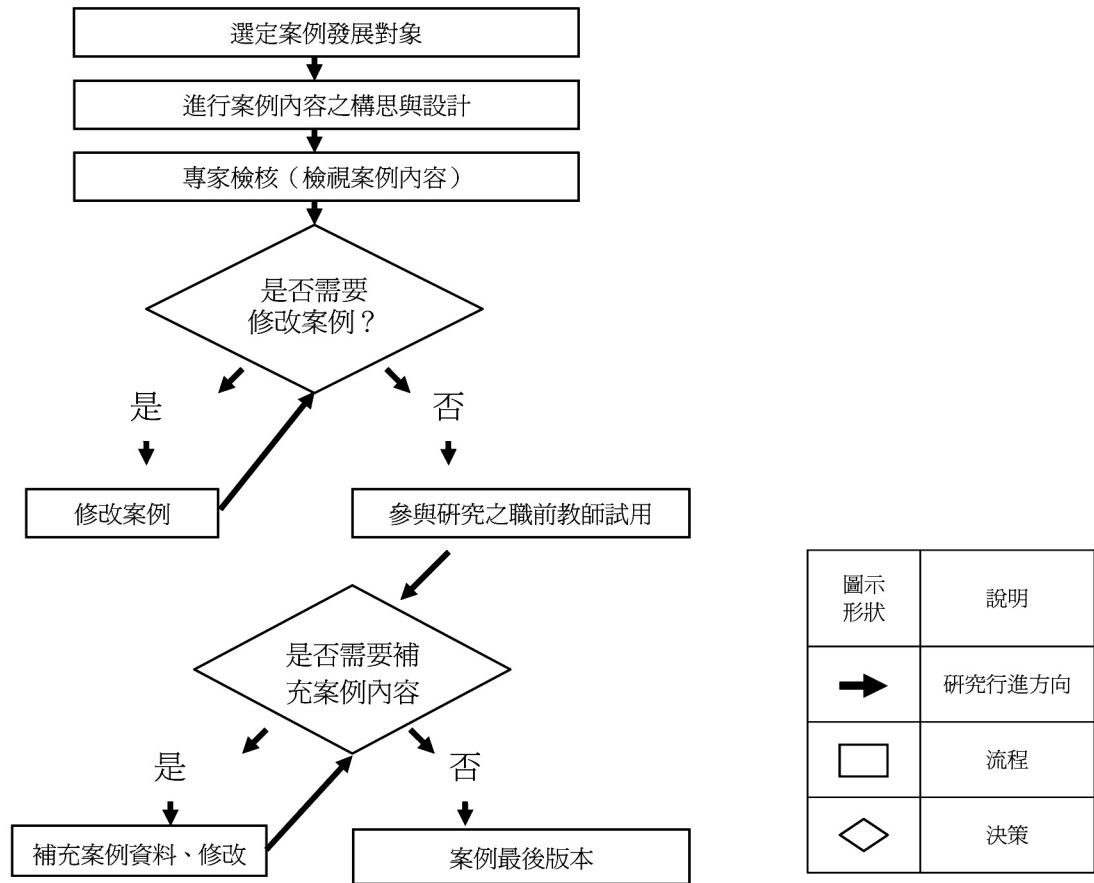 選定案例發展對象
進行案例內容之構思與設計
專家檢核（檢視案例內容）
是否需要
修改案例？
是
否
修改案例
參與研究之職前教師試用
是否需要補
充案例內容
是
否
補充案例資料、修改
案例最後版本
圖示
形狀
說明
研究行進方向
流程
決策